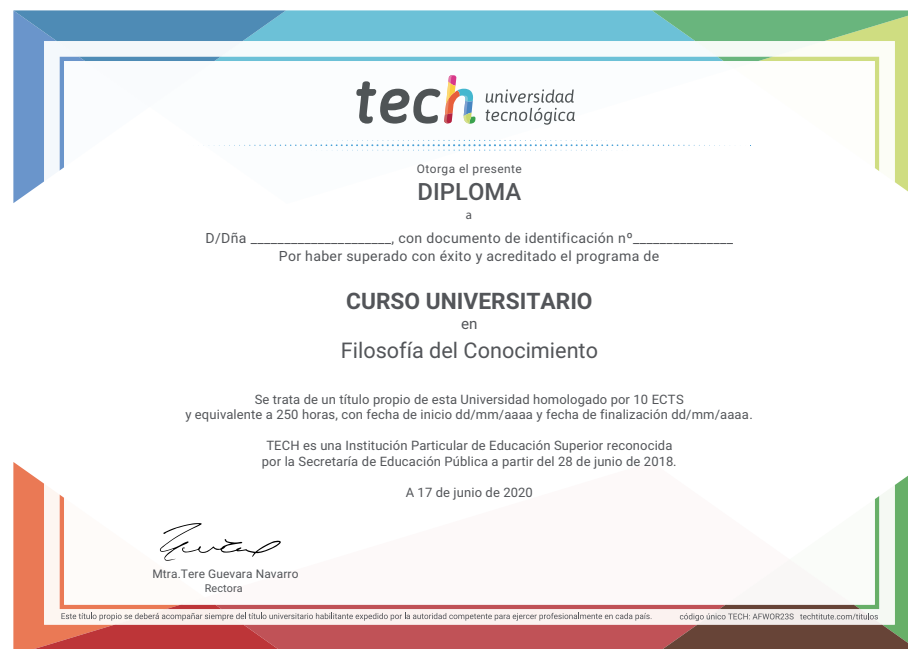 tech universidad
tecnológica
Otorga el presente
DIPLOMA
a
D/Dña _____________________, con documento de identificación nº_______________
Por haber superado con éxito y acreditado el programa de
CURSO UNIVERSITARIO
en
Filosofía del Conocimiento
Se trata de un título propio de esta Universidad homologado por 10 ECTS
y equivalente a 250 horas, con fecha de inicio dd/mm/aaaa y fecha de finalización dd/mm/aaaa.
TECH es una Institución Particular de Educación Superior reconocida
por la Secretaría de Educación Pública a partir del 28 de junio de 2018.
A 17 de junio de 2020
Mtra.Tere Guevara Navarro
Rectora
Este título propio se deberá acompañar siempre del título universitario habilitante expedido por la autoridad competente para ejercer profesionalmente en cada país. código único TECH: AFWOR23S techtitute.com/titulos